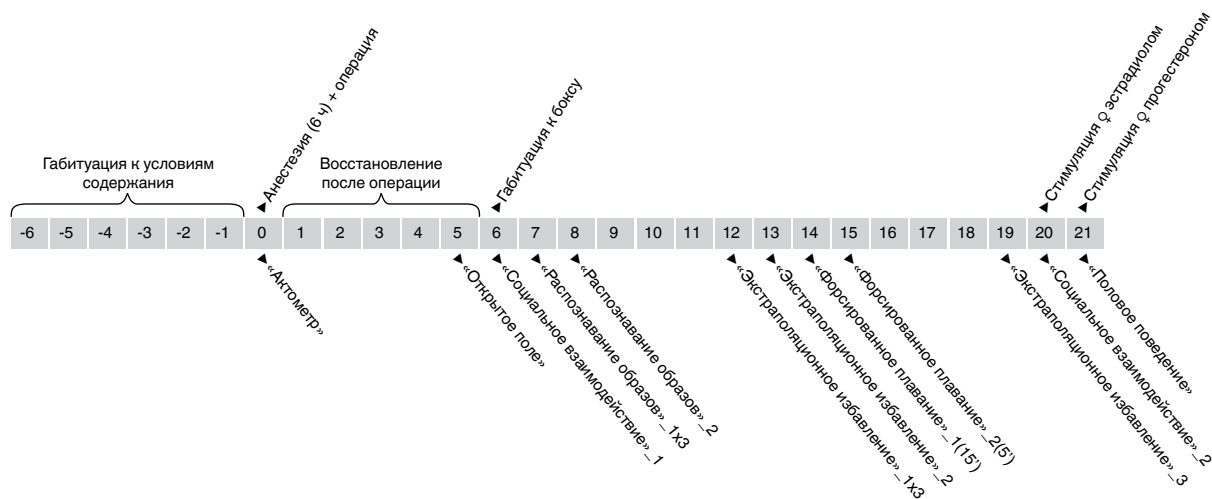 Анестезия (6 ч) + операция
Габитуация к боксу
Стимуляция ♀ эстрадиолом
Стимуляция ♀ прогестероном
Габитуация к условиям
содержания
Восстановление
после операции
-6 -5 -4 -3 -2 -1 0 1 2 3 4 5 6 7 8 9 10 11 12 13 14 15 16 17 18 19 20 21
«Актометр»
«Открытое поле»
«Социальное взаимодействие»_1
«Распознавание образов»_1х3
«Распознавание образов»_2
«Экстраполяционное избавление»_1х3
«Экстраполяционное избавление»_2
«Форсированное плавание»_1(15')
«Форсированное плавание»_2(5')
«Экстраполяционное избавление»_3
«Социальное взаимодействие»_2
«Половое поведение»